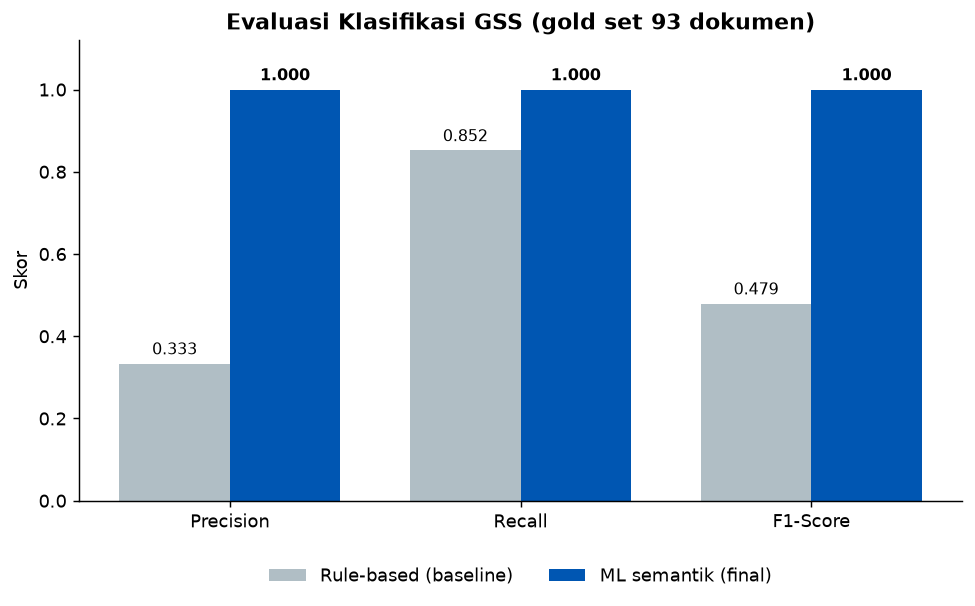 Evaluasi Klasifikasi GSS (gold set 93 dokumen)
Skor
1.0
0.8
0.6
0.4
0.2
0.0
0.333
1.000
0.852
1.000
0.479
1.000
Precision
Recall
F1-Score
Rule-based (baseline)
ML semantik (final)